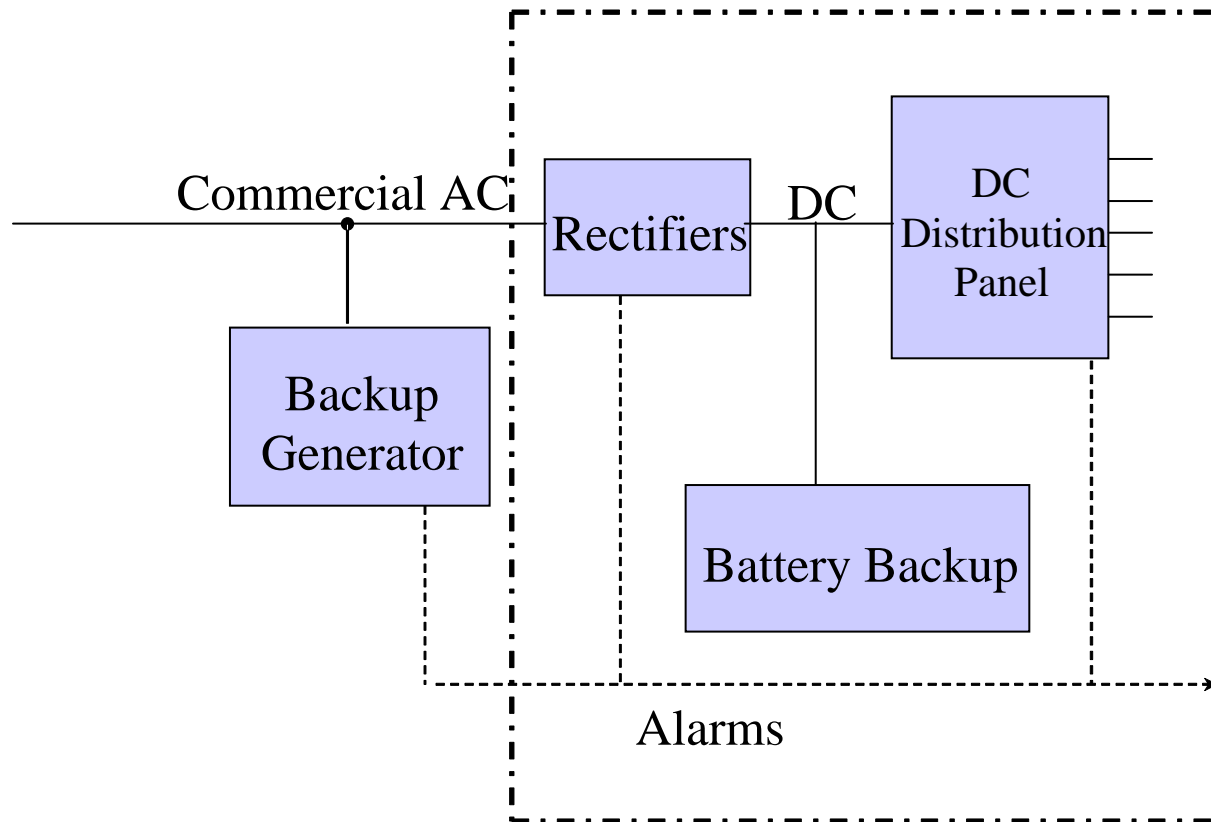 Commercial AC
Rectifiers
DC
DC
Distribution
Panel
Backup
Generator
Battery Backup
Alarms